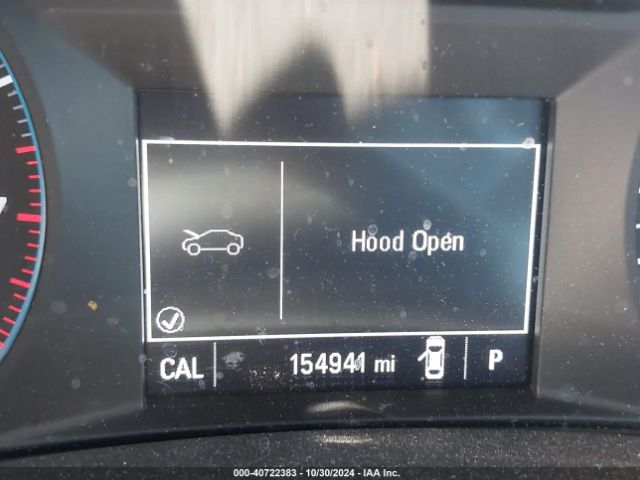 Hood Open
CAL 154941 mi P
000-40722383 - 10/30/2024 - IAA Inc.